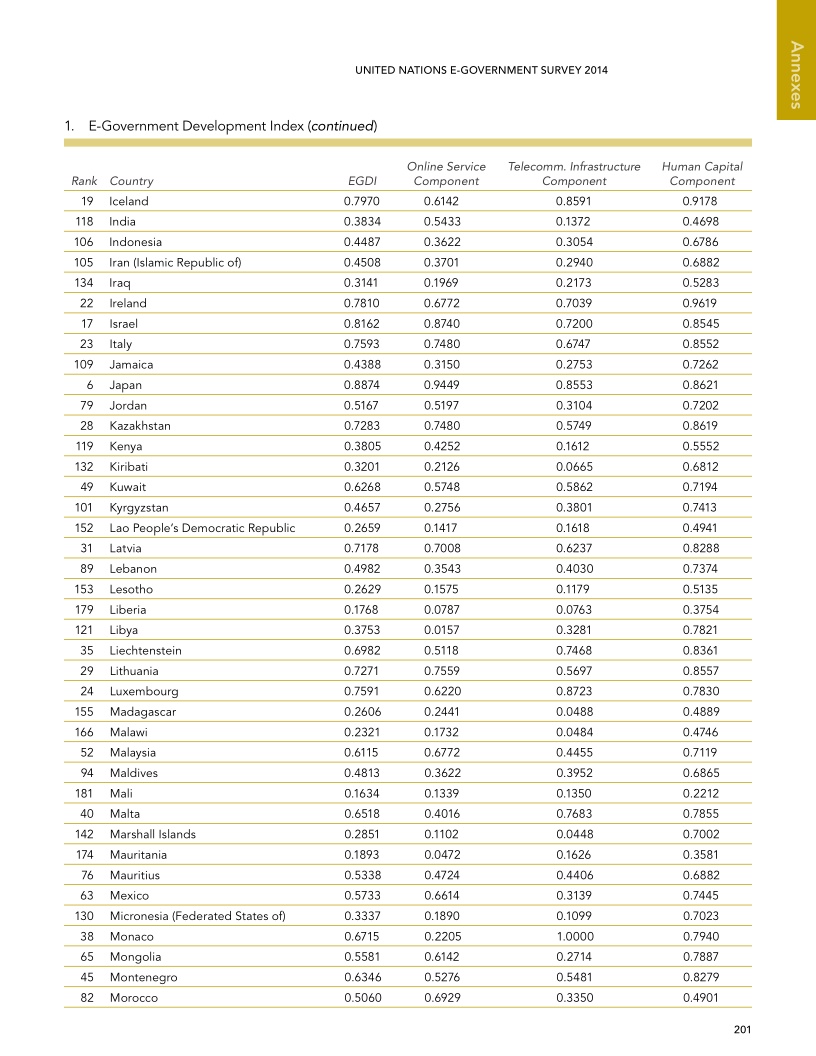 Annexes
UNITED NATIONS E-GOVERNMENT SURVEY 2014
1. E-Government Development Index (continued)
Online Service Telecomm. Infrastructure Human Capital
Rank Country EGDI Component Component Component
19 Iceland 0.7970 0.6142 0.8591 0.9178
118 India 0.3834 0.5433 0.1372 0.4698
106 Indonesia 0.4487 0.3622 0.3054 0.6786
105 Iran (Islamic Republic of) 0.4508 0.3701 0.2940 0.6882
134 Iraq 0.3141 0.1969 0.2173 0.5283
22 Ireland 0.7810 0.6772 0.7039 0.9619
17 Israel 0.8162 0.8740 0.7200 0.8545
23 Italy 0.7593 0.7480 0.6747 0.8552
109 Jamaica 0.4388 0.3150 0.2753 0.7262
6 Japan 0.8874 0.9449 0.8553 0.8621
79 Jordan 0.5167 0.5197 0.3104 0.7202
28 Kazakhstan 0.7283 0.7480 0.5749 0.8619
119 Kenya 0.3805 0.4252 0.1612 0.5552
132 Kiribati 0.3201 0.2126 0.0665 0.6812
49 Kuwait 0.6268 0.5748 0.5862 0.7194
101 Kyrgyzstan 0.4657 0.2756 0.3801 0.7413
152 Lao People’s Democratic Republic 0.2659 0.1417 0.1618 0.4941
31 Latvia 0.7178 0.7008 0.6237 0.8288
89 Lebanon 0.4982 0.3543 0.4030 0.7374
153 Lesotho 0.2629 0.1575 0.1179 0.5135
179 Liberia 0.1768 0.0787 0.0763 0.3754
121 Libya 0.3753 0.0157 0.3281 0.7821
35 Liechtenstein 0.6982 0.5118 0.7468 0.8361
29 Lithuania 0.7271 0.7559 0.5697 0.8557
24 Luxembourg 0.7591 0.6220 0.8723 0.7830
155 Madagascar 0.2606 0.2441 0.0488 0.4889
166 Malawi 0.2321 0.1732 0.0484 0.4746
52 Malaysia 0.6115 0.6772 0.4455 0.7119
94 Maldives 0.4813 0.3622 0.3952 0.6865
181 Mali 0.1634 0.1339 0.1350 0.2212
40 Malta 0.6518 0.4016 0.7683 0.7855
142 Marshall Islands 0.2851 0.1102 0.0448 0.7002
174 Mauritania 0.1893 0.0472 0.1626 0.3581
76 Mauritius 0.5338 0.4724 0.4406 0.6882
63 Mexico 0.5733 0.6614 0.3139 0.7445
130 Micronesia (Federated States of) 0.3337 0.1890 0.1099 0.7023
38 Monaco 0.6715 0.2205 1.0000 0.7940
65 Mongolia 0.5581 0.6142 0.2714 0.7887
45 Montenegro 0.6346 0.5276 0.5481 0.8279
82 Morocco 0.5060 0.6929 0.3350 0.4901
201